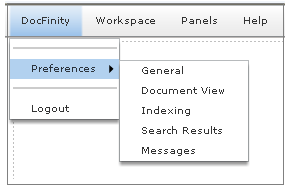 DocFinity Workspace Panels Help
Preferences
General
Document View
Indexing
Logout
Search Results
Messages